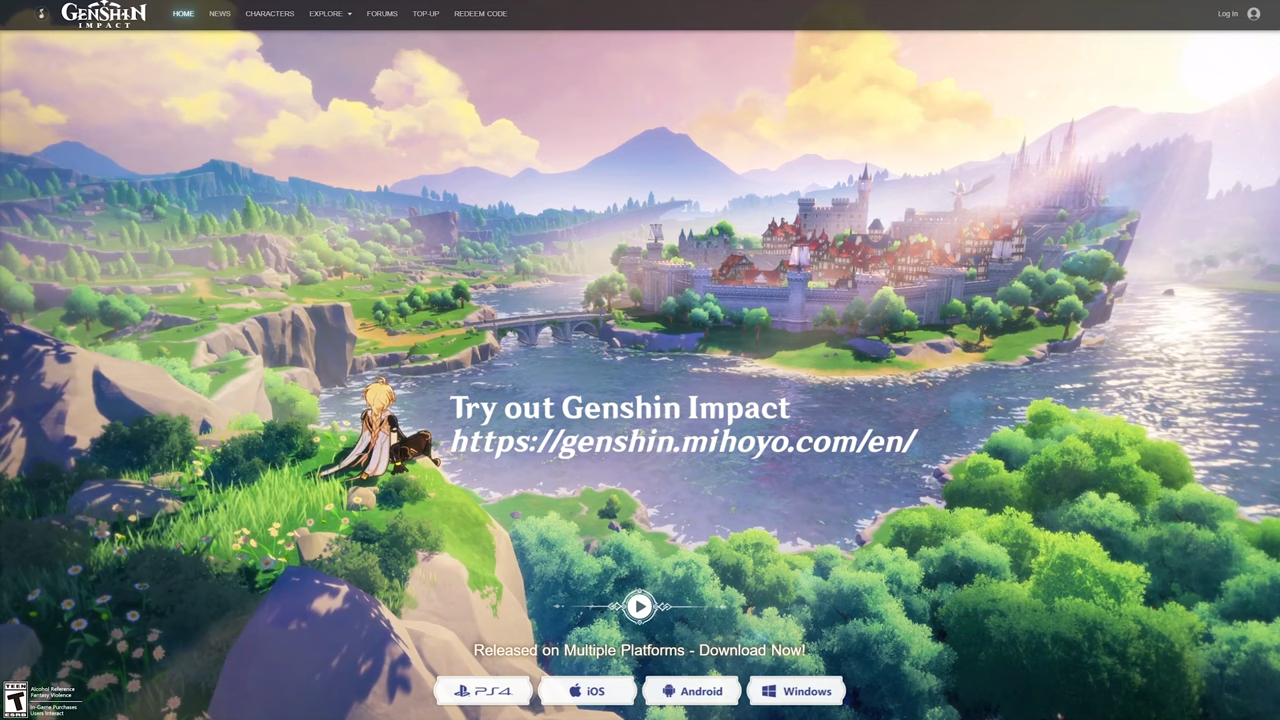 GENSHIN
IMPACT
HOME NEWS CHARACTERS EXPLORE FORUMS TOP-UP REDEEM CODE Log In
Try out Genshin Impact
https://genshin.mihoyo.com/en/
Released on Multiple Platforms - Download Now!
PS4 iOS Android Windows
TEEN
T
ESRB
Alcohol Reference
Fantasy Violence
In-Game Purchases
Users Interact